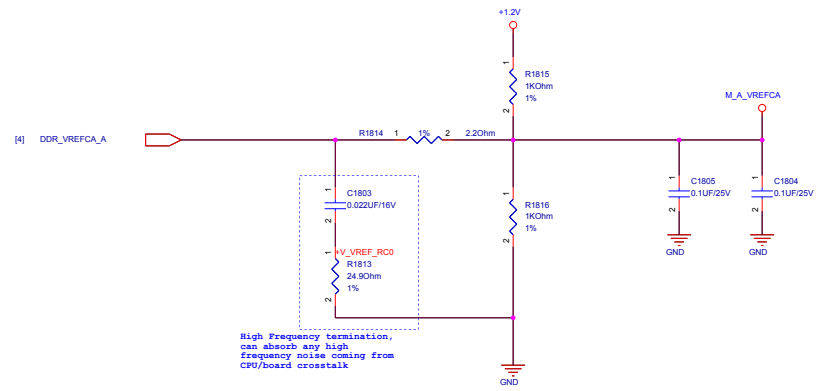 +1.2V
1
R1815
1KOhm
1%
2
M_A_VREFCA
[4] DDR_VREFCA_A
R1814 1 1% 2 2.2Ohm
1
C1803
0.022UF/16V
2
1
R1816
1KOhm
1%
2
1
C1805
0.1UF/25V
2
GND
1
C1804
0.1UF/25V
2
GND
+V_VREF_RC0
1
R1813
24.9Ohm
1%
2
High Frequency termination,
can absorb any high
frequency noise coming from
CPU/board crosstalk
GND